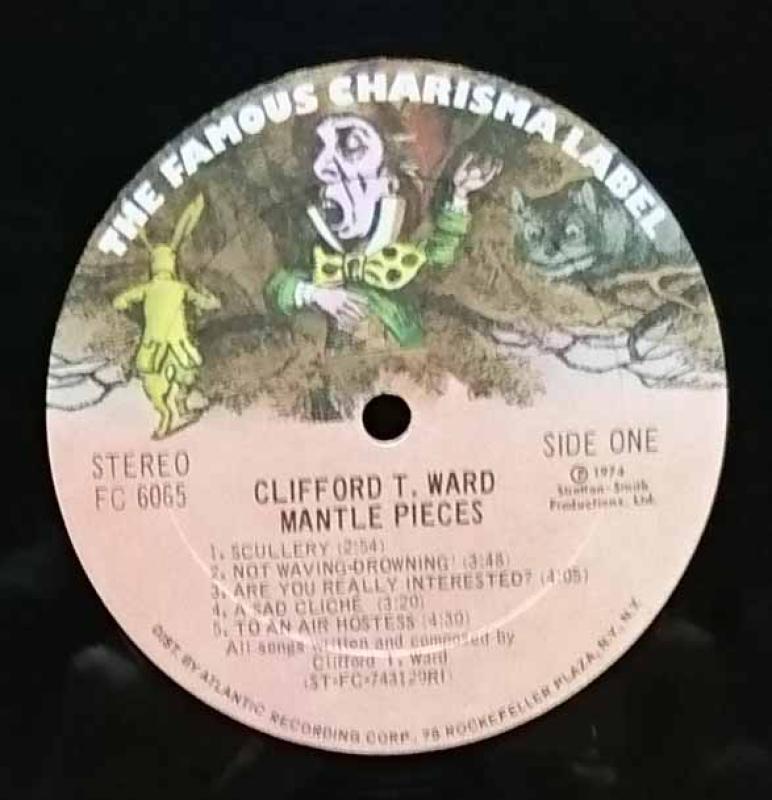 THE FAMOUS CHARISMA LABEL
STEREO
FC 6065
SIDE ONE
℗ 1974
Stratton-Smith
Productions, Ltd.
CLIFFORD T. WARD
MANTLE PIECES
1. SCULLERY (2:54)
2. NOT WAVING-DROWNING! (3:48)
3. ARE YOU REALLY INTERESTED? (4:05)
4. A SAD CLICHÉ (3:20)
5. TO AN AIR HOSTESS (4:30)
All songs written and composed by
Clifford T. Ward
(ST-FC-743129RI)
DIST. BY ATLANTIC RECORDING CORP., 75 ROCKEFELLER PLAZA, N.Y., N.Y.